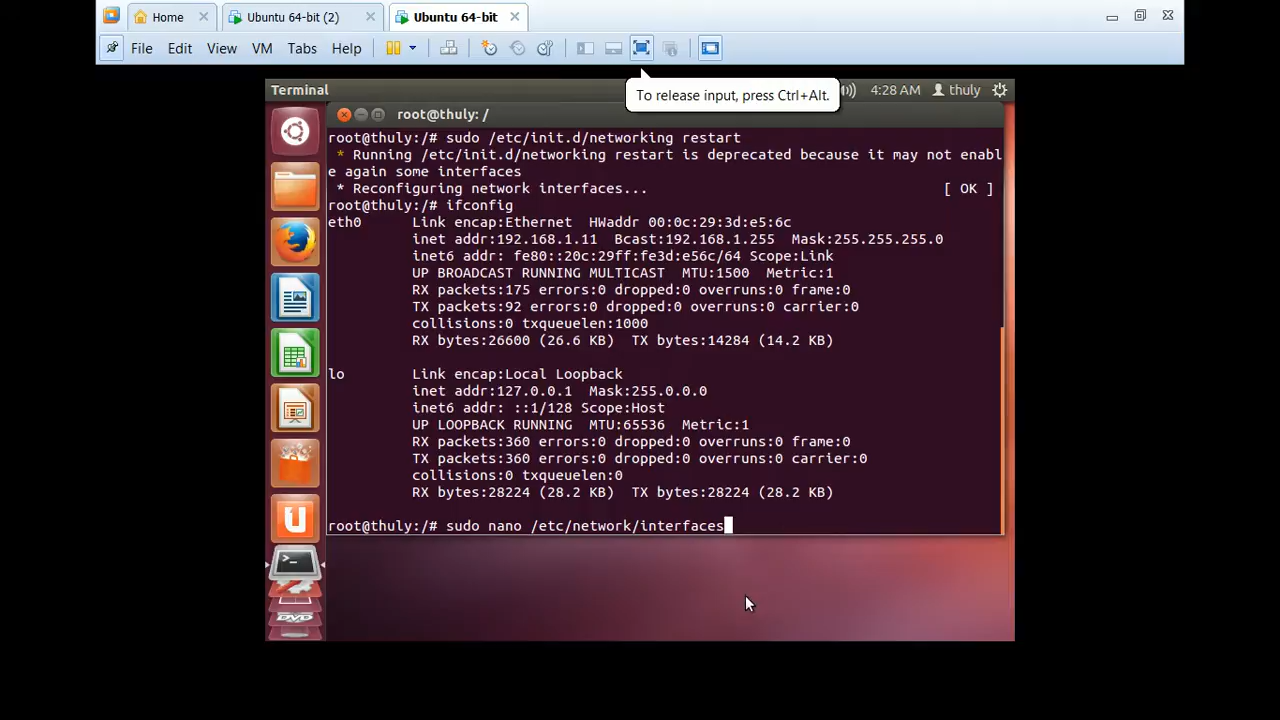 Home
Ubuntu 64-bit (2)
Ubuntu 64-bit
File Edit View VM Tabs Help
To release input, press Ctrl+Alt.
Terminal
4:28 AM
thuly
root@thuly: /
root@thuly:/# sudo /etc/init.d/networking restart
 * Running /etc/init.d/networking restart is deprecated because it may not enabl
e again some interfaces
 * Reconfiguring network interfaces... [ OK ]
root@thuly:/# ifconfig
eth0 Link encap:Ethernet HWaddr 00:0c:29:3d:e5:6c
inet addr:192.168.1.11 Bcast:192.168.1.255 Mask:255.255.255.0
inet6 addr: fe80::20c:29ff:fe3d:e56c/64 Scope:Link
UP BROADCAST RUNNING MULTICAST MTU:1500 Metric:1
RX packets:175 errors:0 dropped:0 overruns:0 frame:0
TX packets:92 errors:0 dropped:0 overruns:0 carrier:0
collisions:0 txqueuelen:1000
RX bytes:26600 (26.6 KB) TX bytes:14284 (14.2 KB)
lo Link encap:Local Loopback
inet addr:127.0.0.1 Mask:255.0.0.0
inet6 addr: ::1/128 Scope:Host
UP LOOPBACK RUNNING MTU:65536 Metric:1
RX packets:360 errors:0 dropped:0 overruns:0 frame:0
TX packets:360 errors:0 dropped:0 overruns:0 carrier:0
collisions:0 txqueuelen:0
RX bytes:28224 (28.2 KB) TX bytes:28224 (28.2 KB)
root@thuly:/# sudo nano /etc/network/interfaces